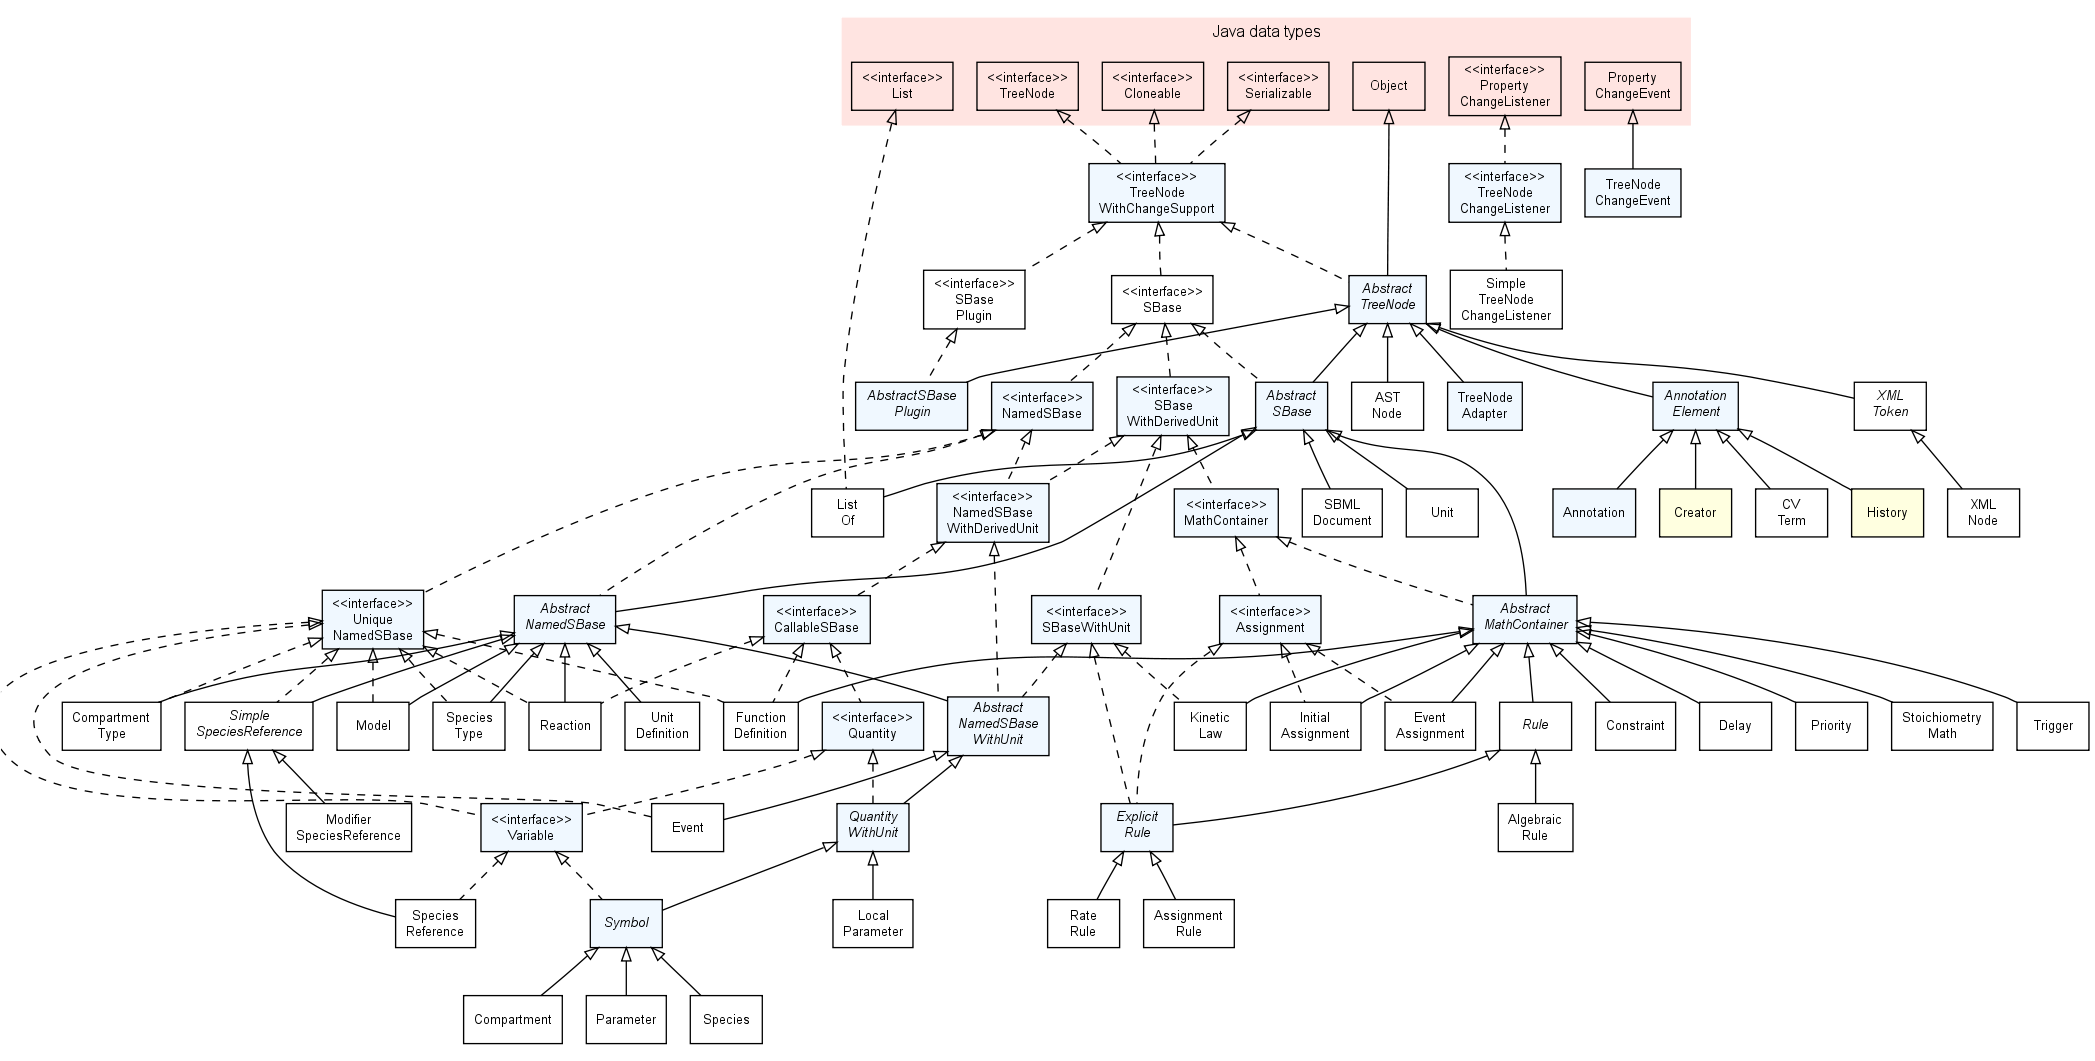 Java data types
<<interface>>
List
<<interface>>
TreeNode
<<interface>>
Cloneable
<<interface>>
Serializable
Object
<<interface>>
Property
ChangeListener
Property
ChangeEvent
<<interface>>
TreeNode
WithChangeSupport
<<interface>>
TreeNode
ChangeListener
TreeNode
ChangeEvent
<<interface>>
SBase
Plugin
<<interface>>
SBase
Abstract
TreeNode
Simple
TreeNode
ChangeListener
AbstractSBase
Plugin
<<interface>>
NamedSBase
<<interface>>
SBase
WithDerivedUnit
Abstract
SBase
AST
Node
TreeNode
Adapter
Annotation
Element
XML
Token
List
Of
<<interface>>
NamedSBase
WithDerivedUnit
<<interface>>
MathContainer
SBML
Document
Unit
Annotation
Creator
CV
Term
History
XML
Node
<<interface>>
Unique
NamedSBase
Abstract
NamedSBase
<<interface>>
CallableSBase
<<interface>>
SBaseWithUnit
<<interface>>
Assignment
Abstract
MathContainer
Compartment
Type
Simple
SpeciesReference
Model
Species
Type
Reaction
Unit
Definition
Function
Definition
<<interface>>
Quantity
Abstract
NamedSBase
WithUnit
Kinetic
Law
Initial
Assignment
Event
Assignment
Rule
Constraint
Delay
Priority
Stoichiometry
Math
Trigger
Modifier
SpeciesReference
<<interface>>
Variable
Event
Quantity
WithUnit
Explicit
Rule
Algebraic
Rule
Species
Reference
Symbol
Local
Parameter
Rate
Rule
Assignment
Rule
Compartment
Parameter
Species